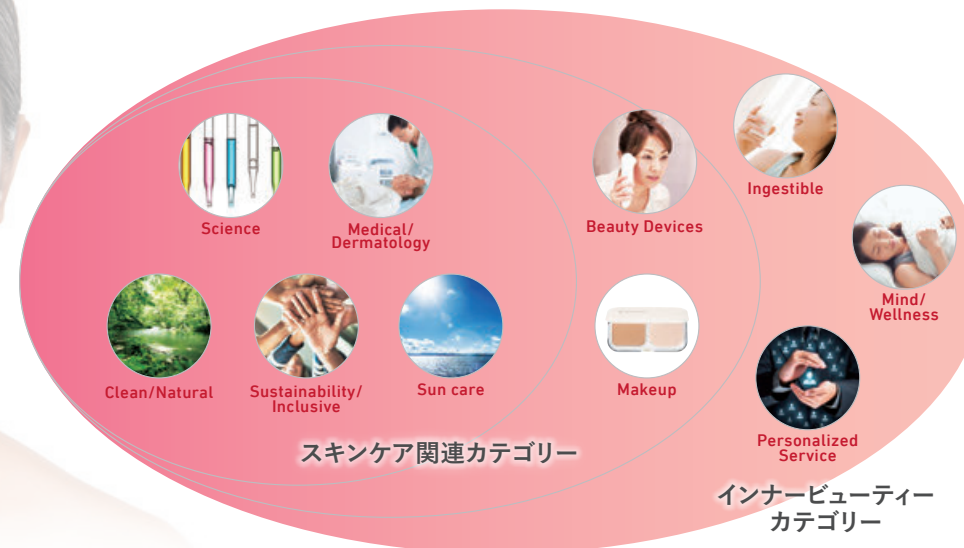 Science
Medical/
Dermatology
Beauty Devices
Ingestible
Mind/
Wellness
Clean/Natural
Sustainability/
Inclusive
Sun care
Makeup
Personalized
Service
スキンケア関連カテゴリー
インナービューティー
カテゴリー